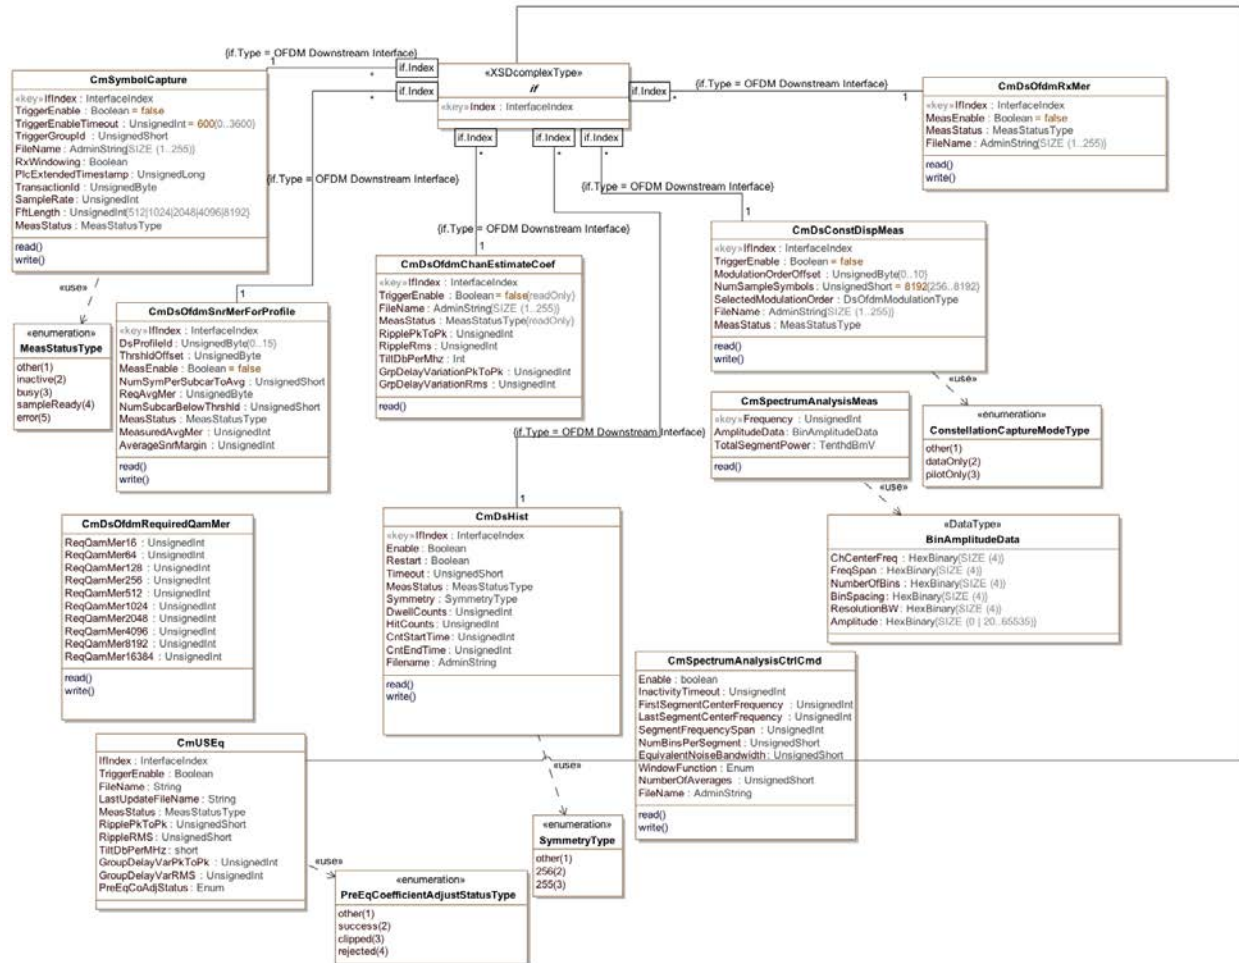 {if.Type = OFDM Downstream Interface}
1
*
if.Index
if.Index
*
«XSDcomplexType»
if
«key»Index : InterfaceIndex
if.Index
*
{if.Type = OFDM Downstream Interface}
1
if.Index
*
if.Index
*
if.Index
*
CmSymbolCapture
«key»IfIndex : InterfaceIndex
TriggerEnable : Boolean = false
TriggerEnableTimeout : UnsignedInt = 600{0..3600}
TriggerGroupId : UnsignedShort
FileName : AdminString{SIZE (1..255)}
RxWindowing : Boolean
PlcExtendedTimestamp : UnsignedLong
TransactionId : UnsignedByte
SampleRate : UnsignedInt
FftLength : UnsignedInt{512|1024|2048|4096|8192}
MeasStatus : MeasStatusType
read()
write()
CmDsOfdmRxMer
«key»IfIndex : InterfaceIndex
MeasEnable : Boolean = false
MeasStatus : MeasStatusType
FileName : AdminString{SIZE (1..255)}
read()
write()
{if.Type = OFDM Downstream Interface}
1
{if.Type = OFDM Downstream Interface}
1
{if.Type = OFDM Downstream Interface}
1
«use»
MeasStatusType
«enumeration»
other(1)
inactive(2)
busy(3)
sampleReady(4)
error(5)
CmDsOfdmSnrMerForProfile
«key»IfIndex : InterfaceIndex
DsProfileId : UnsignedByte{0..15}
ThrshldOffset : UnsignedByte
MeasEnable : Boolean = false
NumSymPerSubcarToAvg : UnsignedShort
ReqAvgMer : UnsignedByte
NumSubcarBelowThrshld : UnsignedShort
MeasStatus : MeasStatusType
MeasuredAvgMer : UnsignedInt
AverageSnrMargin : UnsignedInt
read()
write()
CmDsOfdmChanEstimateCoef
«key»IfIndex : InterfaceIndex
TriggerEnable : Boolean = false{readOnly}
FileName : AdminString{SIZE (1..255)}
MeasStatus : MeasStatusType{readOnly}
RipplePkToPk : UnsignedInt
RippleRms : UnsignedInt
TiltDbPerMhz : Int
GrpDelayVariationPkToPk : UnsignedInt
GrpDelayVariationRms : UnsignedInt
read()
CmDsConstDispMeas
«key»IfIndex : InterfaceIndex
TriggerEnable : Boolean = false
ModulationOrderOffset : UnsignedByte{0..10}
NumSampleSymbols : UnsignedShort = 8192{256..8192}
SelectedModulationOrder : DsOfdmModulationType
FileName : AdminString{SIZE (1..255)}
MeasStatus : MeasStatusType
read()
write()
«use»
«enumeration»
ConstellationCaptureModeType
other(1)
dataOnly(2)
pilotOnly(3)
CmSpectrumAnalysisMeas
«key»Frequency : UnsignedInt
AmplitudeData : BinAmplitudeData
TotalSegmentPower : TenthdBmV
read()
«use»
«DataType»
BinAmplitudeData
ChCenterFreq : HexBinary{SIZE (4)}
FreqSpan : HexBinary{SIZE (4)}
NumberOfBins : HexBinary{SIZE (4)}
BinSpacing : HexBinary{SIZE (4)}
ResolutionBW : HexBinary{SIZE (4)}
Amplitude : HexBinary{SIZE (0 | 20..65535)}
{if.Type = OFDM Downstream Interface}
1
CmDsOfdmRequiredQamMer
ReqQamMer16 : UnsignedInt
ReqQamMer64 : UnsignedInt
ReqQamMer128 : UnsignedInt
ReqQamMer256 : UnsignedInt
ReqQamMer512 : UnsignedInt
ReqQamMer1024 : UnsignedInt
ReqQamMer2048 : UnsignedInt
ReqQamMer4096 : UnsignedInt
ReqQamMer8192 : UnsignedInt
ReqQamMer16384 : UnsignedInt
read()
write()
CmDsHist
«key»IfIndex : InterfaceIndex
Enable : Boolean
Restart : Boolean
Timeout : UnsignedShort
MeasStatus : MeasStatusType
Symmetry : SymmetryType
DwellCounts : UnsignedInt
HitCounts : UnsignedInt
CntStartTime : UnsignedInt
CntEndTime : UnsignedInt
Filename : AdminString
read()
write()
CmSpectrumAnalysisCtrlCmd
Enable : boolean
InactivityTimeout : UnsignedInt
FirstSegmentCenterFrequency : UnsignedInt
LastSegmentCenterFrequency : UnsignedInt
SegmentFrequencySpan : UnsignedInt
NumBinsPerSegment : UnsignedShort
EquivalentNoiseBandwidth : UnsignedShort
WindowFunction : Enum
NumberOfAverages : UnsignedShort
FileName : AdminString
read()
write()
CmUSEq
IfIndex : InterfaceIndex
TriggerEnable : Boolean
FileName : String
LastUpdateFileName : String
MeasStatus : MeasStatusType
RipplePkToPk : UnsignedShort
RippleRMS : UnsignedShort
TiltDbPerMHz : short
GroupDelayVarPkToPk : UnsignedInt
GroupDelayVarRMS : UnsignedInt
PreEqCoAdjStatus : Enum
«use»
«enumeration»
PreEqCoefficientAdjustStatusType
other(1)
success(2)
clipped(3)
rejected(4)
«use»
«enumeration»
SymmetryType
other(1)
256(2)
255(3)